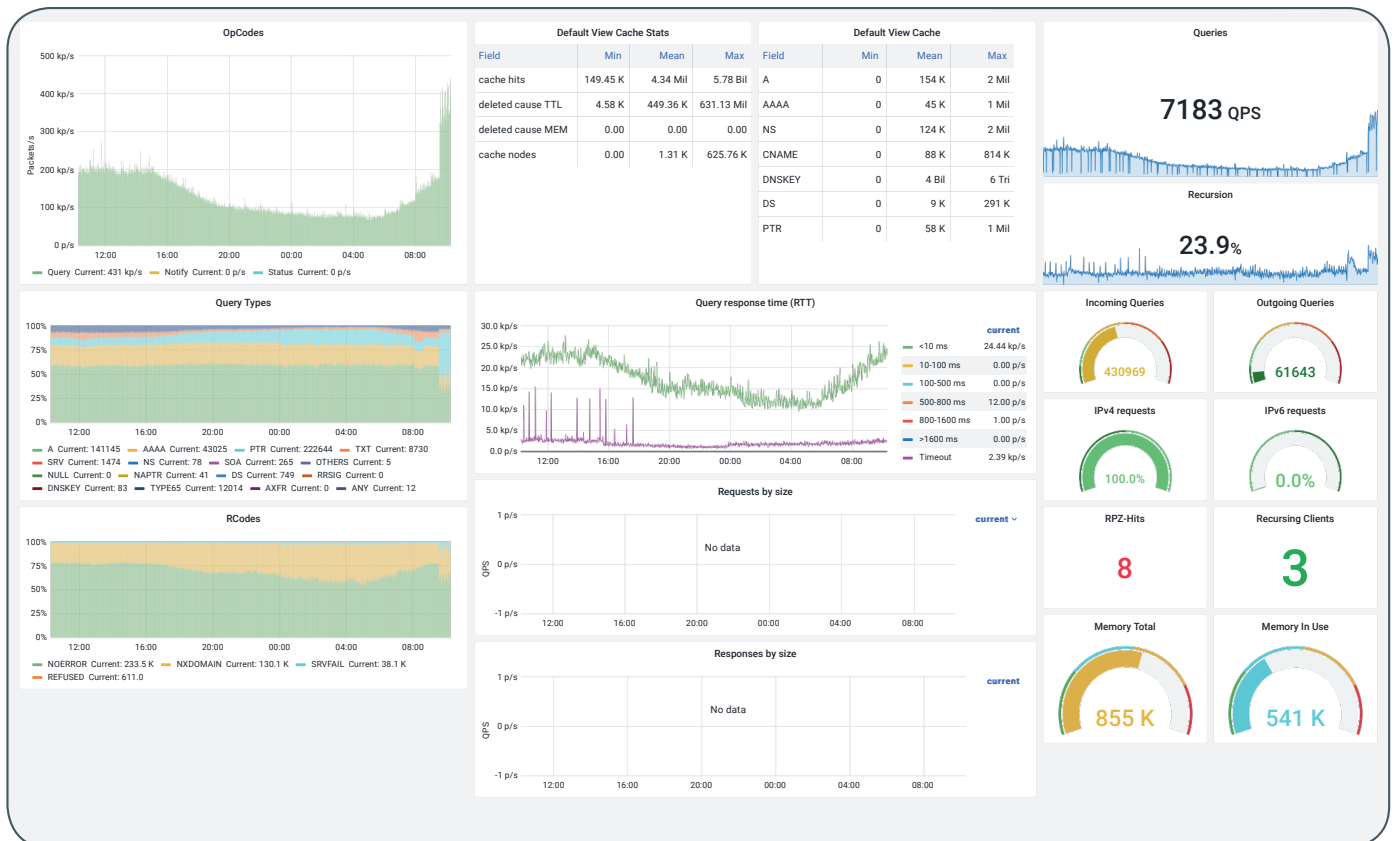 OpCodes
500 kp/s
400 kp/s
300 kp/s
200 kp/s
100 kp/s
0 p/s
Packets/s
12:00 16:00 20:00 00:00 04:00 08:00
Query Current: 431 kp/s Notify Current: 0 p/s Status Current: 0 p/s
Default View Cache Stats
Field Min Mean Max
cache hits 149.45 K 4.34 Mil 5.78 Bil
deleted cause TTL 4.58 K 449.36 K 631.13 Mil
deleted cause MEM 0.00 0.00 0.00
cache nodes 0.00 1.31 K 625.76 K
Default View Cache
Field Min Mean Max
A 0 154 K 2 Mil
AAAA 0 45 K 1 Mil
NS 0 124 K 2 Mil
CNAME 0 88 K 814 K
DNSKEY 0 4 Bil 6 Tri
DS 0 9 K 291 K
PTR 0 58 K 1 Mil
Queries
7183 QPS
Recursion
23.9%
Query Types
100%
75%
50%
25%
0%
12:00 16:00 20:00 00:00 04:00 08:00
A Current: 141145 AAAA Current: 43025 PTR Current: 222644 TXT Current: 8730
SRV Current: 1474 NS Current: 78 SOA Current: 265 OTHERS Current: 5
NULL Current: 0 NAPTR Current: 41 DS Current: 749 RRSIG Current: 0
DNSKEY Current: 83 TYPE65 Current: 12014 AXFR Current: 0 ANY Current: 12
Query response time (RTT)
30.0 kp/s
25.0 kp/s
20.0 kp/s
15.0 kp/s
10.0 kp/s
5.0 kp/s
0.0 p/s
12:00 16:00 20:00 00:00 04:00 08:00
current
<10 ms 24.44 kp/s
10-100 ms 0.00 p/s
100-500 ms 0.00 p/s
500-800 ms 12.00 p/s
800-1600 ms 1.00 p/s
>1600 ms 0.00 p/s
Timeout 2.39 kp/s
Incoming Queries
430969
Outgoing Queries
61643
IPv4 requests
100.0%
IPv6 requests
0.0%
RCodes
100%
75%
50%
25%
0%
12:00 16:00 20:00 00:00 04:00 08:00
NOERROR Current: 233.5 K NXDOMAIN Current: 130.1 K SRVFAIL Current: 38.1 K
REFUSED Current: 611.0
Requests by size
1 p/s
0 p/s
-1 p/s
QPS
No data
12:00 16:00 20:00 00:00 04:00 08:00
current
Responses by size
1 p/s
0 p/s
-1 p/s
QPS
No data
12:00 16:00 20:00 00:00 04:00 08:00
current
RPZ-Hits
8
Recursing Clients
3
Memory Total
855 K
Memory In Use
541 K